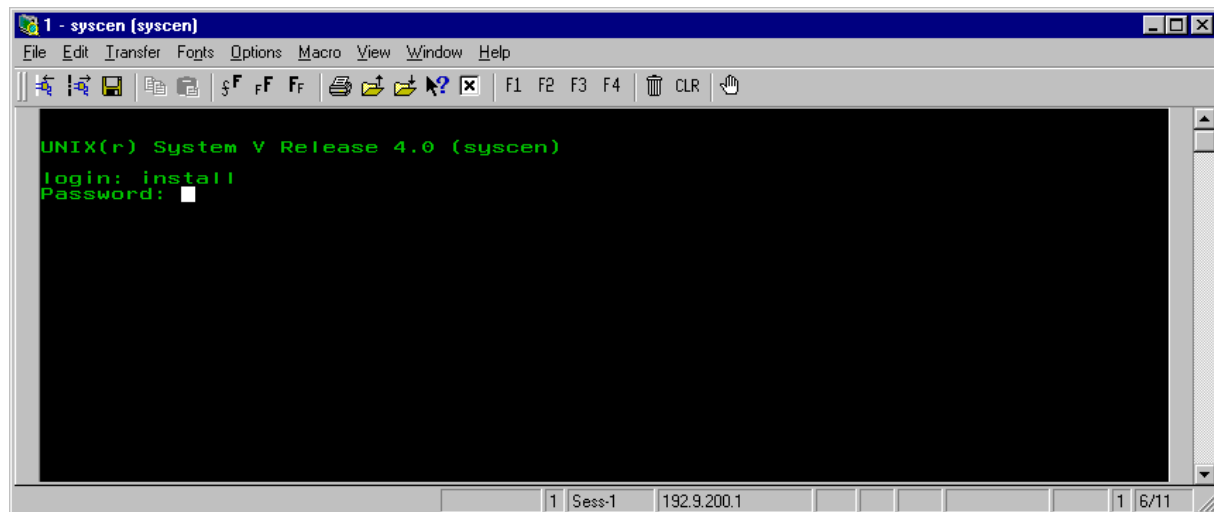 1 - syscen (syscen)
File Edit Transfer Fonts Options Macro View Window Help
F1 F2 F3 F4 CLR
UNIX(r) System V Release 4.0 (syscen)
login: install
Password:
1 Sess-1 192.9.200.1 1 6/11